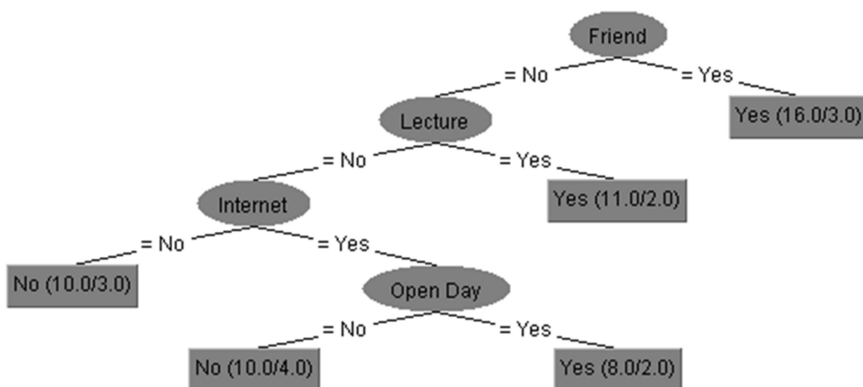 Friend
= No
= Yes
Lecture
Yes (16.0/3.0)
= No
= Yes
Internet
Yes (11.0/2.0)
= No
= Yes
No (10.0/3.0)
Open Day
= No
= Yes
No (10.0/4.0)
Yes (8.0/2.0)